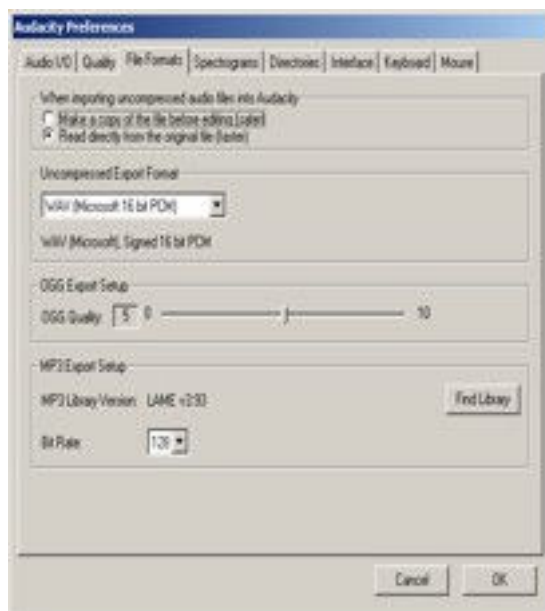 Audacity Preferences
Audio I/O Quality File Formats Spectrograms Directories Interface Keyboard Mouse
When importing uncompressed audio files into Audacity
Make a copy of the file before editing (safer)
Read directly from the original file (faster)
Uncompressed Export Format
WAV (Microsoft 16 bit PCM)
WAV (Microsoft), Signed 16 bit PCM
OGG Export Setup
OGG Quality: 5 0 10
MP3 Export Setup
MP3 Library Version: LAME v3.93 Find Library
Bit Rate: 128
Cancel OK